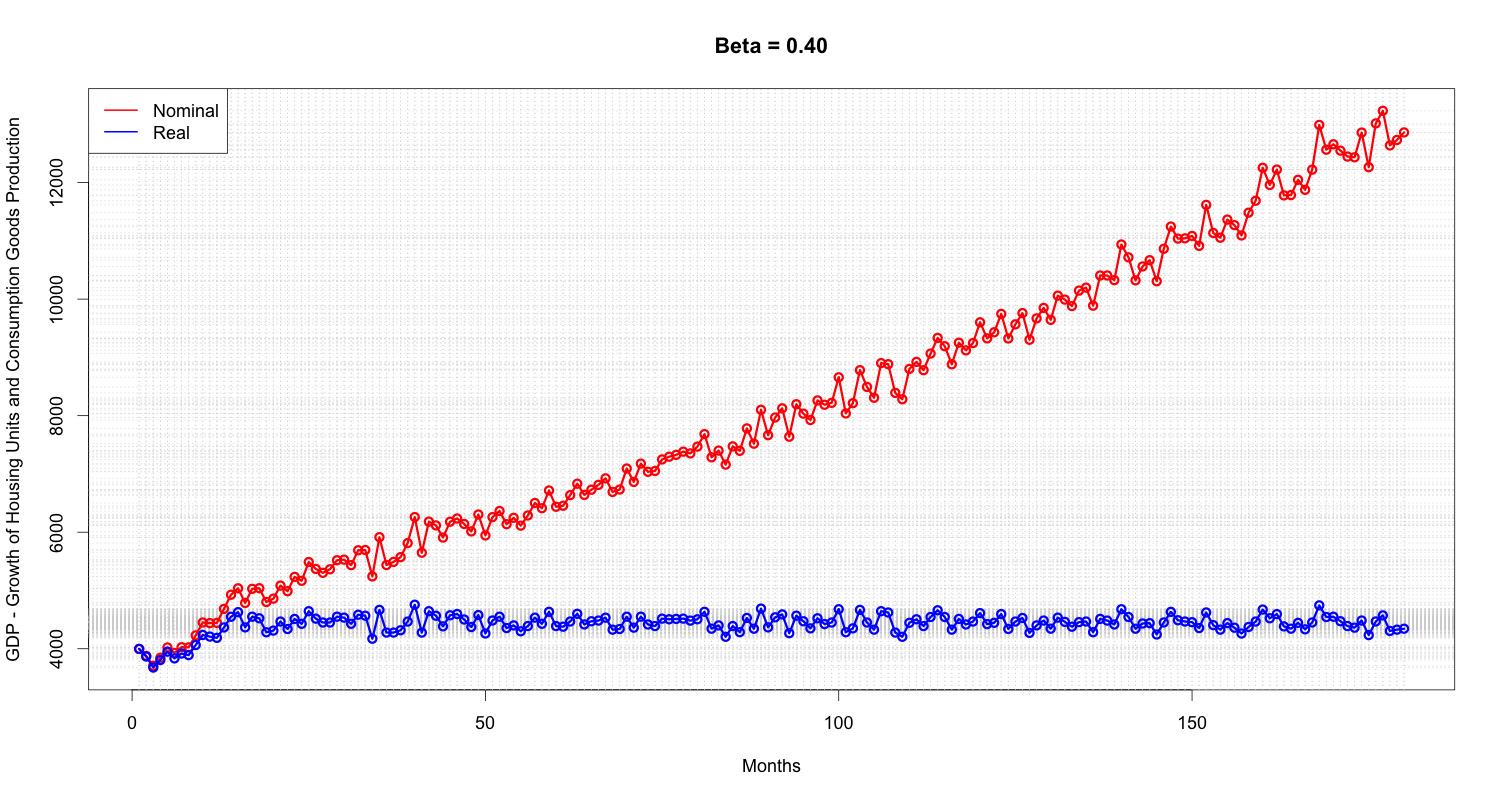 Beta = 0.40
Nominal
Real
GDP - Growth of Housing Units and Consumption Goods Production
12000
10000
8000
6000
4000
0 50 100 150
Months